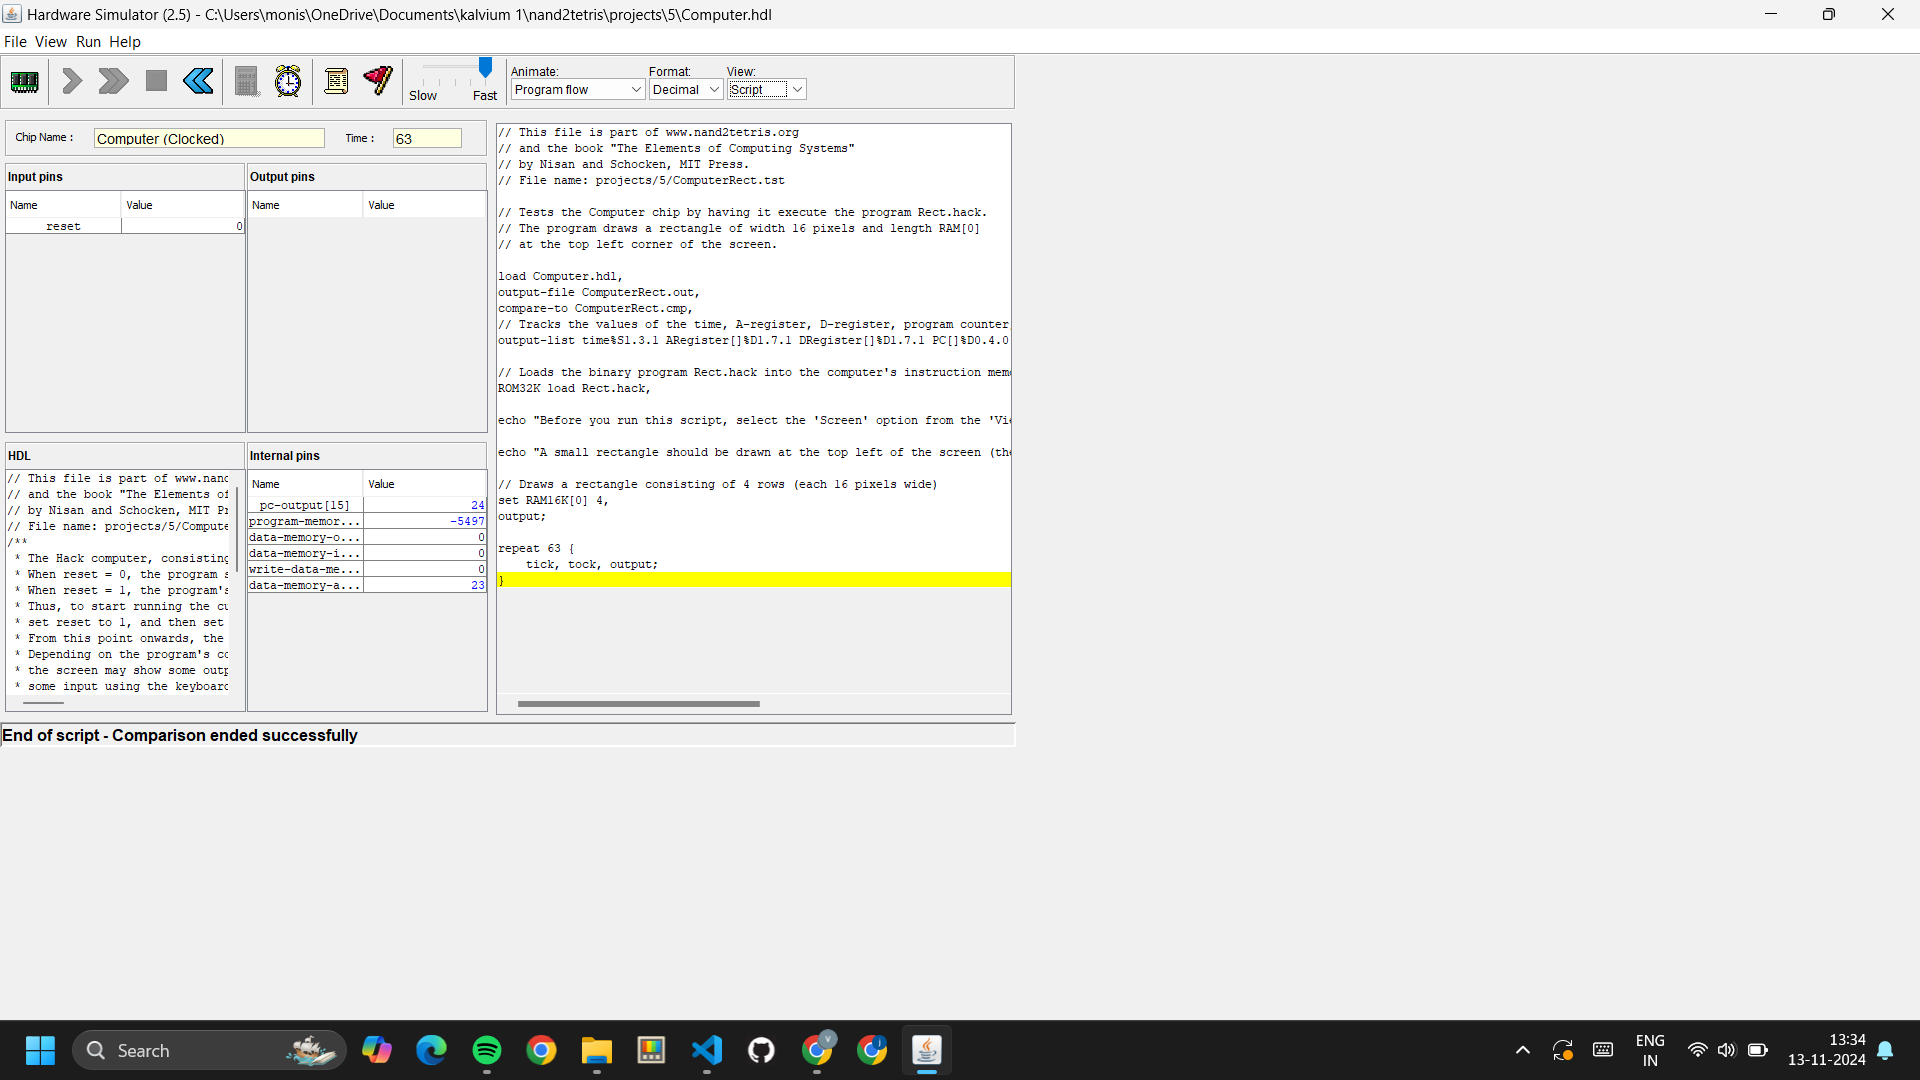 Hardware Simulator (2.5) - C:\Users\monis\OneDrive\Documents\kalvium 1\nand2tetris\projects\5\Computer.hdl
File View Run Help
Slow Fast
Animate:
Program flow
Format:
Decimal
View:
Script
Chip Name :
Computer (Clocked)
Time :
63
Input pins
Name Value
reset 0
Output pins
Name Value
HDL
// This file is part of www.nand
// and the book "The Elements of
// by Nisan and Schocken, MIT Pr
// File name: projects/5/Compute
/**
* The Hack computer, consisting
* When reset = 0, the program s
* When reset = 1, the program's
* Thus, to start running the cu
* set reset to 1, and then set
* From this point onwards, the
* Depending on the program's co
* the screen may show some outp
* some input using the keyboard
Internal pins
Name Value
pc-output[15] 24
program-memor... -5497
data-memory-o... 0
data-memory-i... 0
write-data-me... 0
data-memory-a... 23
// This file is part of www.nand2tetris.org
// and the book "The Elements of Computing Systems"
// by Nisan and Schocken, MIT Press.
// File name: projects/5/ComputerRect.tst
// Tests the Computer chip by having it execute the program Rect.hack.
// The program draws a rectangle of width 16 pixels and length RAM[0]
// at the top left corner of the screen.
load Computer.hdl,
output-file ComputerRect.out,
compare-to ComputerRect.cmp,
// Tracks the values of the time, A-register, D-register, program counter,
output-list time%S1.3.1 ARegister[]%D1.7.1 DRegister[]%D1.7.1 PC[]%D0.4.0
// Loads the binary program Rect.hack into the computer's instruction mem
ROM32K load Rect.hack,
echo "Before you run this script, select the 'Screen' option from the 'Vie
echo "A small rectangle should be drawn at the top left of the screen (the
// Draws a rectangle consisting of 4 rows (each 16 pixels wide)
set RAM16K[0] 4,
output;
repeat 63 {
tick, tock, output;
}
End of script - Comparison ended successfully
Search
ENG
IN
13:34
13-11-2024